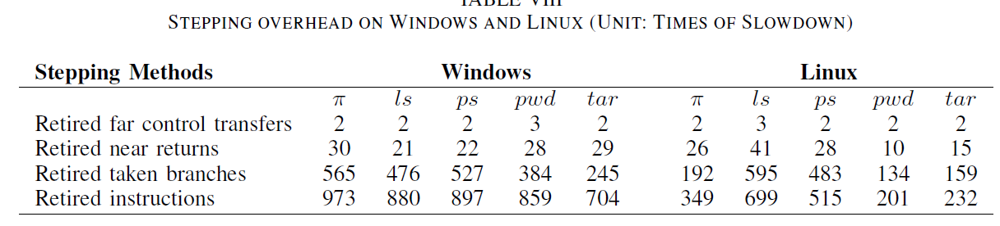 TABLE VIII
STEPPING OVERHEAD ON WINDOWS AND LINUX (UNIT: TIMES OF SLOWDOWN)
Stepping Methods Windows Linux
π ls ps pwd tar π ls ps pwd tar
Retired far control transfers 2 2 2 3 2 2 3 2 2 2
Retired near returns 30 21 22 28 29 26 41 28 10 15
Retired taken branches 565 476 527 384 245 192 595 483 134 159
Retired instructions 973 880 897 859 704 349 699 515 201 232